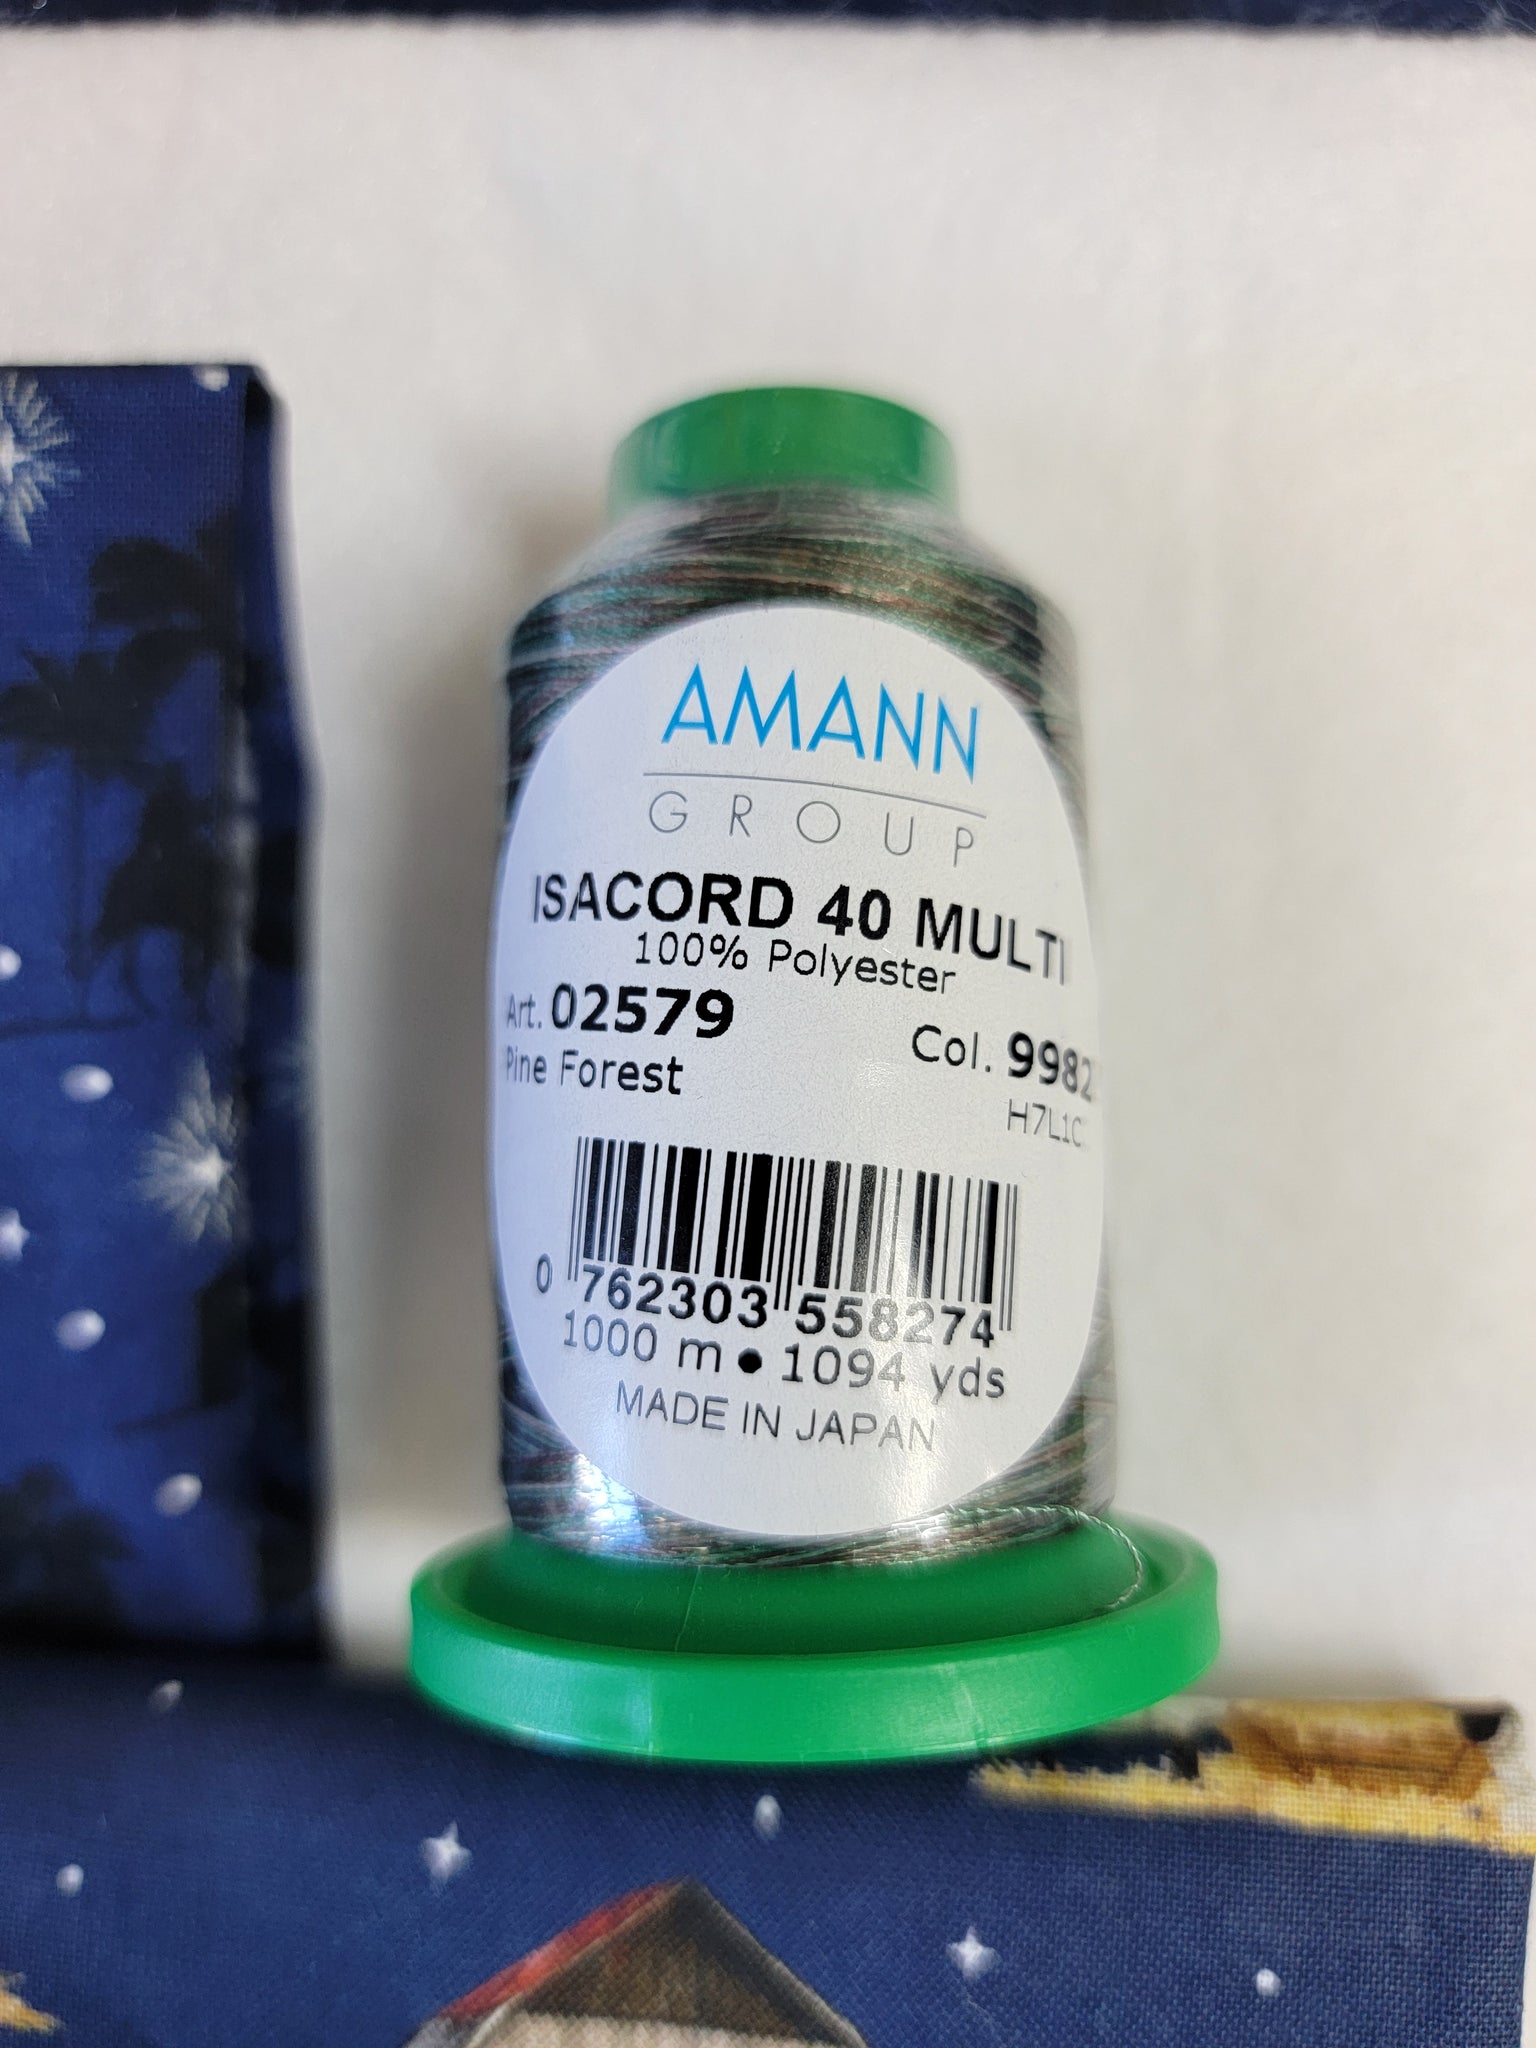 AMANN
GROUP
ISACORD 40 MULTI
100% Polyester
Art. 02579
Col.
Pine Forest
0 762303 558274
1000 m • 1094 yds
MADE IN JAPAN